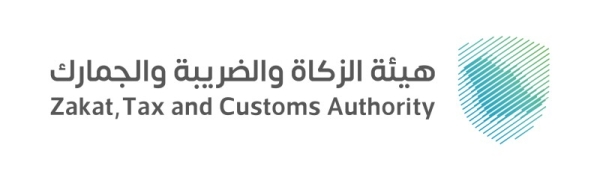 هيئة الزكاة والضريبة والجمارك
Zakat, Tax and Customs Authority